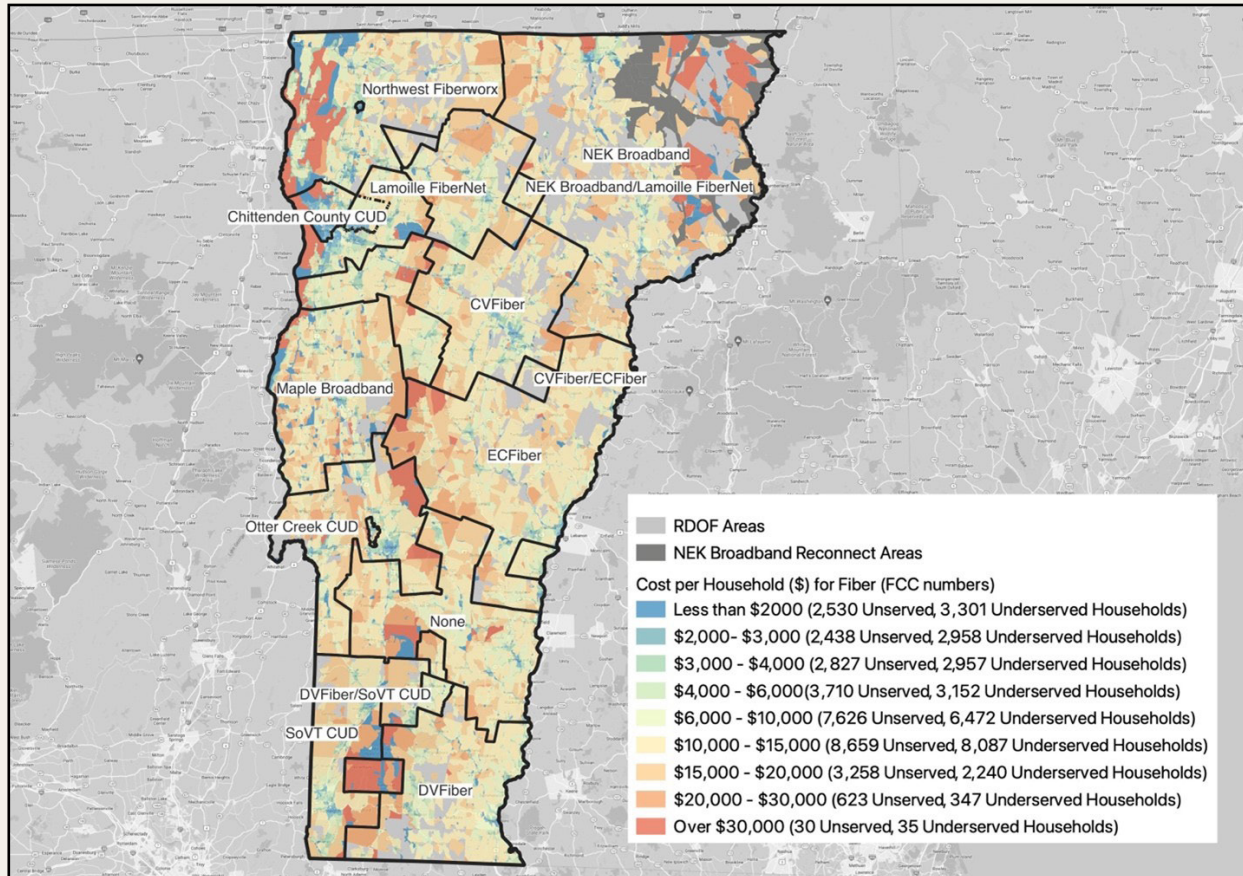 Northwest Fiberworx
NEK Broadband
Lamoille FiberNet
NEK Broadband/Lamoille FiberNet
Chittenden County CUD
CVFiber
CVFiber/ECFiber
Maple Broadband
ECFiber
Otter Creek CUD
None
DVFiber/SoVT CUD
SoVT CUD
DVFiber
RDOF Areas
NEK Broadband Reconnect Areas
Cost per Household ($) for Fiber (FCC numbers)
Less than $2000 (2,530 Unserved, 3,301 Underserved Households)
$2,000- $3,000 (2,438 Unserved, 2,958 Underserved Households)
$3,000 - $4,000 (2,827 Unserved, 2,957 Underserved Households)
$4,000 - $6,000(3,710 Unserved, 3,152 Underserved Households)
$6,000 - $10,000 (7,626 Unserved, 6,472 Underserved Households)
$10,000 - $15,000 (8,659 Unserved, 8,087 Underserved Households)
$15,000 - $20,000 (3,258 Unserved, 2,240 Underserved Households)
$20,000 - $30,000 (623 Unserved, 347 Underserved Households)
Over $30,000 (30 Unserved, 35 Underserved Households)